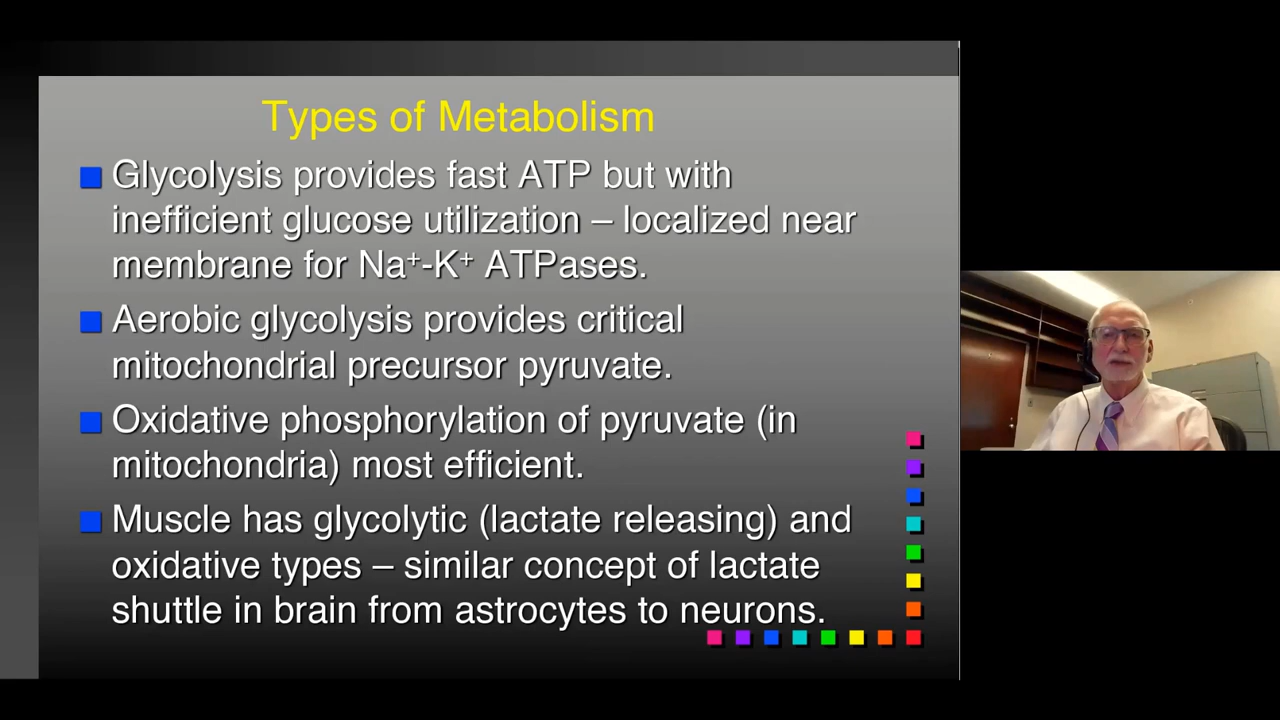 Types of Metabolism
Glycolysis provides fast ATP but with
inefficient glucose utilization – localized near
membrane for Na⁺-K⁺ ATPases.
Aerobic glycolysis provides critical
mitochondrial precursor pyruvate.
Oxidative phosphorylation of pyruvate (in
mitochondria) most efficient.
Muscle has glycolytic (lactate releasing) and
oxidative types – similar concept of lactate
shuttle in brain from astrocytes to neurons.